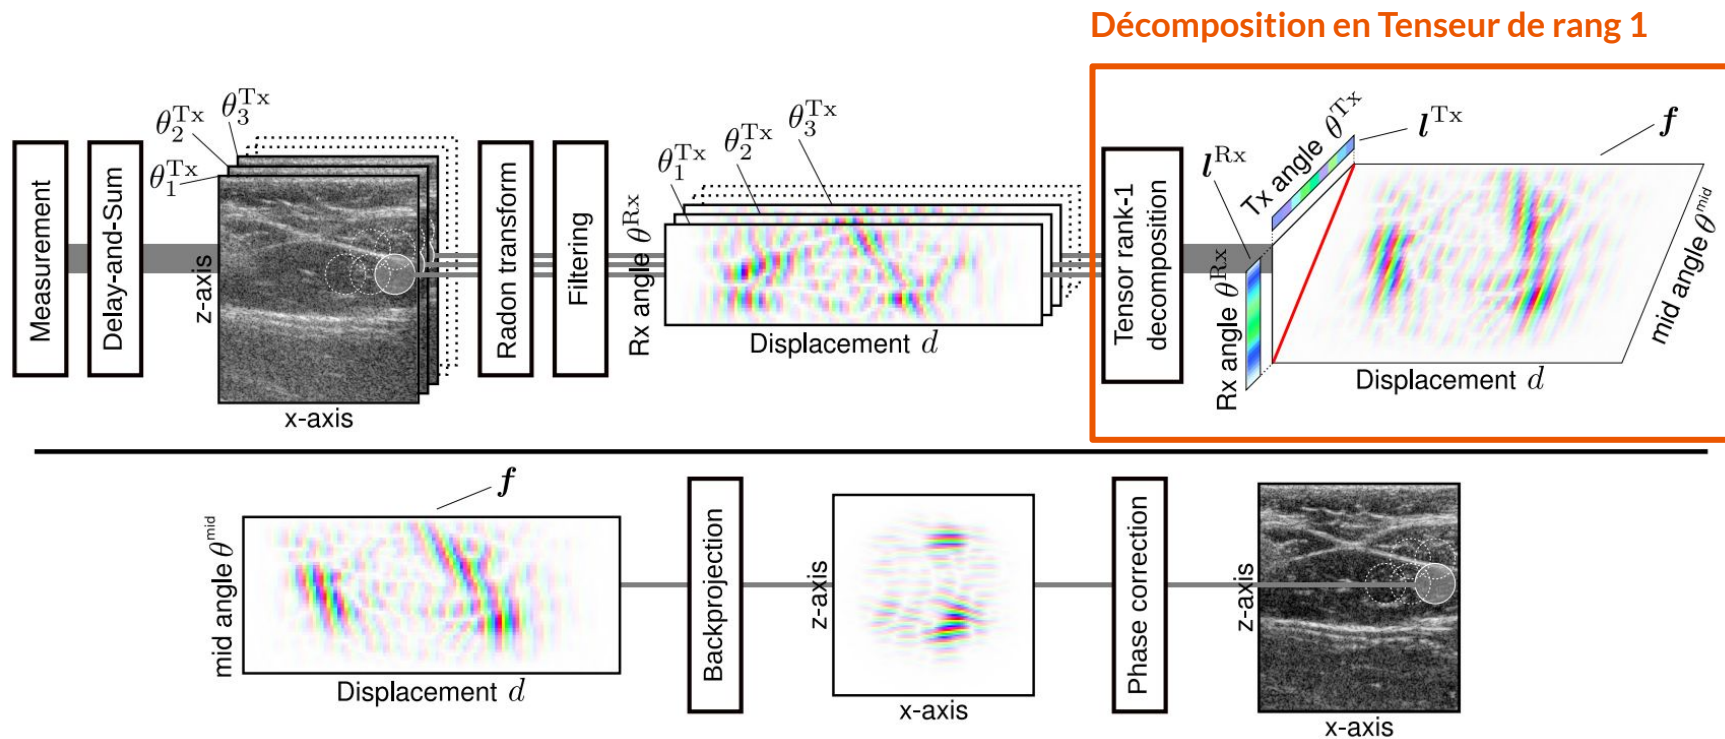 Décomposition en Tenseur de rang 1
Measurement
Delay-and-Sum
θ₁ᵀˣ
θ₂ᵀˣ
θ₃ᵀˣ
z-axis
x-axis
Radon transform
Filtering
Rx angle θᴿˣ
θ₁ᵀˣ
θ₂ᵀˣ
θ₃ᵀˣ
Displacement d
Tensor rank-1
decomposition
lᴿˣ
Rx angle θᴿˣ
Tx angle θᵀˣ
lᵀˣ
f
mid angle θᵐⁱᵈ
Displacement d
f
mid angle θᵐⁱᵈ
Displacement d
Backprojection
z-axis
x-axis
Phase correction
z-axis
x-axis